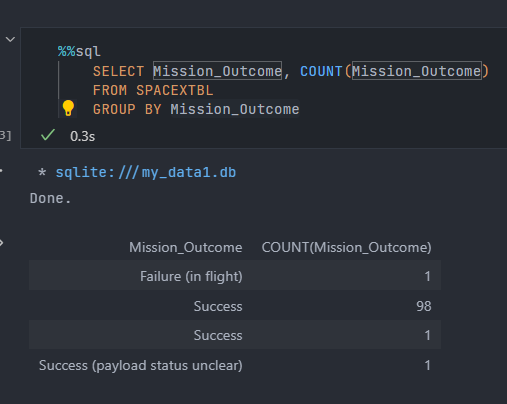 %%sql
SELECT Mission_Outcome, COUNT(Mission_Outcome)
FROM SPACEXTBL
GROUP BY Mission_Outcome
3] 0.3s
* sqlite:///my_data1.db
Done.
Mission_Outcome COUNT(Mission_Outcome)
Failure (in flight) 1
Success 98
Success 1
Success (payload status unclear) 1